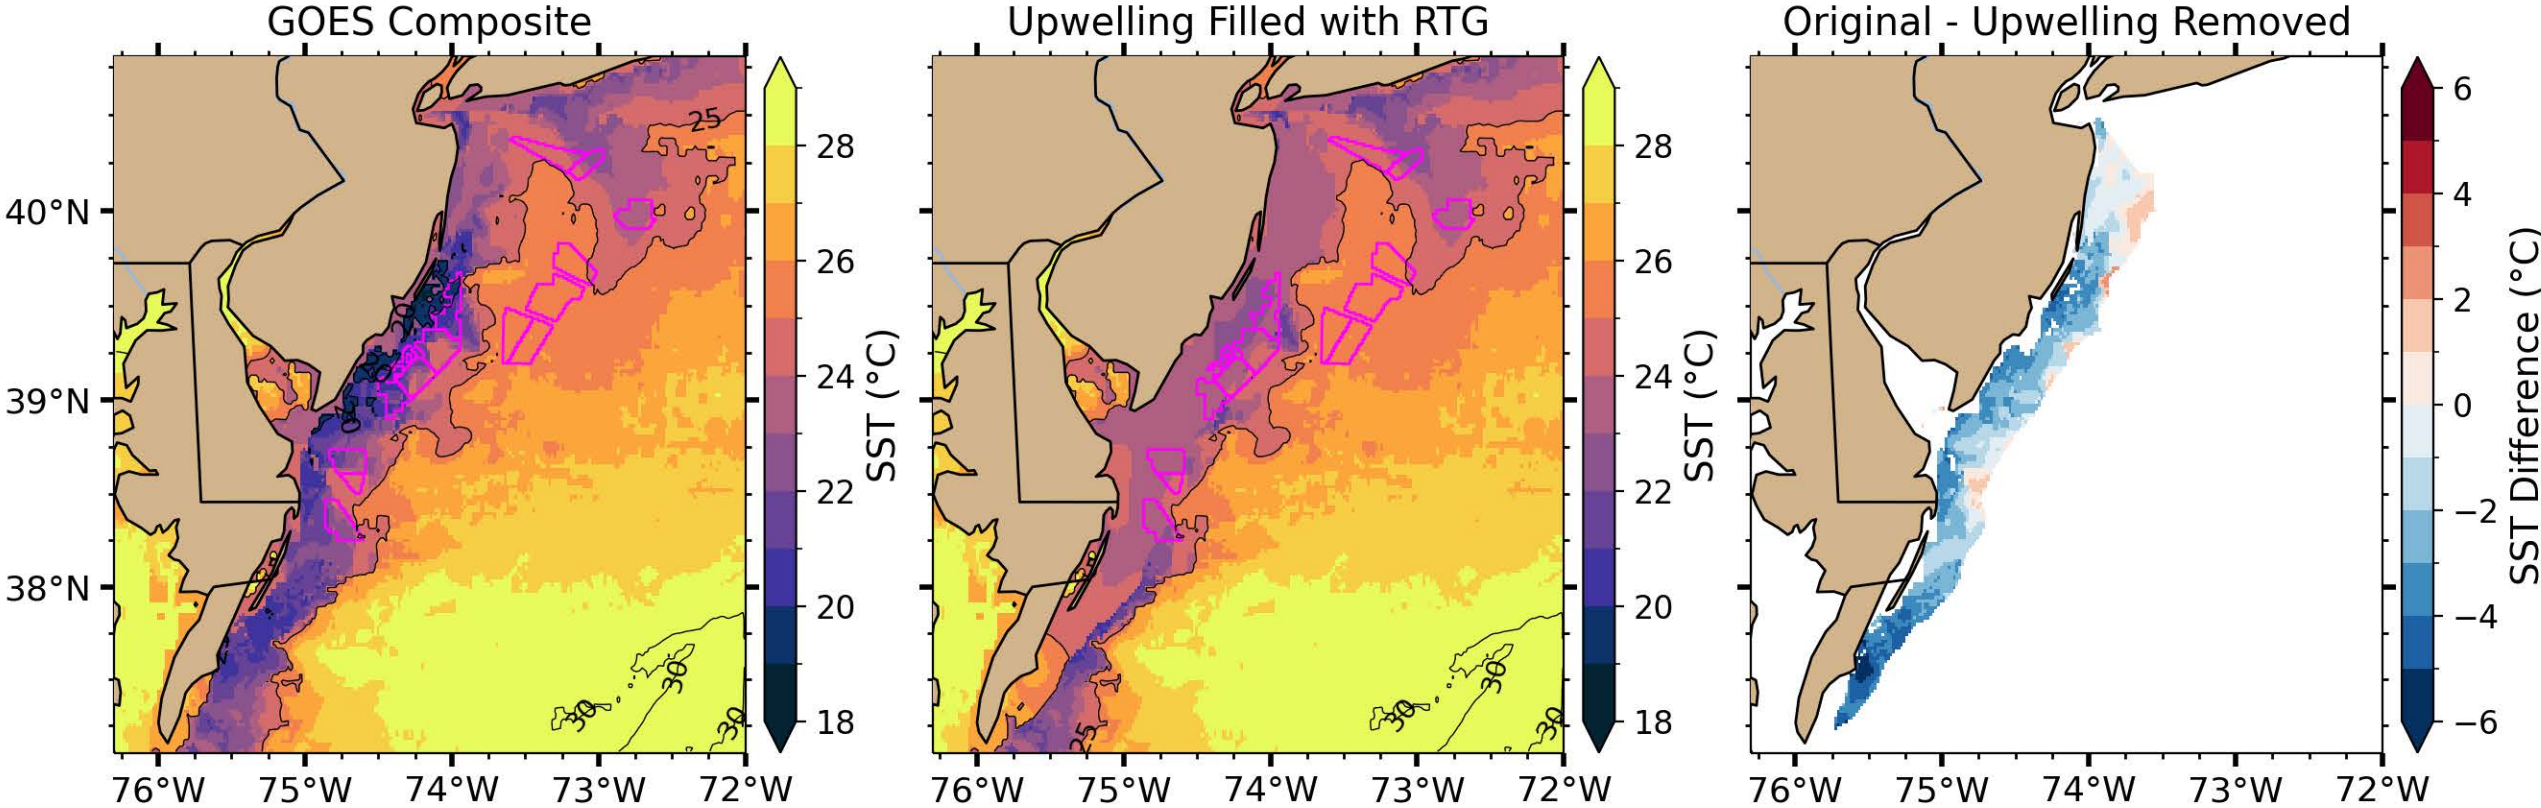 GOES Composite
Upwelling Filled with RTG
Original - Upwelling Removed
40°N
39°N
38°N
76°W 75°W 74°W 73°W 72°W
25
30
30
30
28
26
24
22
20
18
SST (°C)
76°W 75°W 74°W 73°W 72°W
25
30
30
30
28
26
24
22
20
18
SST (°C)
76°W 75°W 74°W 73°W 72°W
6
4
2
0
−2
−4
−6
SST Difference (°C)